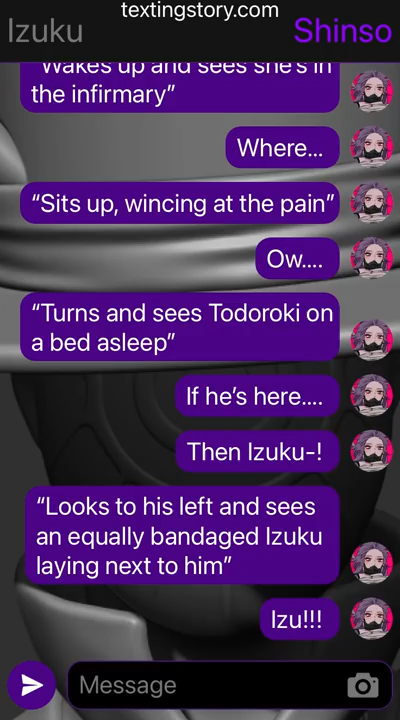 textingstory.com
Izuku
Shinso
“Wakes up and sees she’s in
the infirmary”
Where...
“Sits up, wincing at the pain”
Ow....
“Turns and sees Todoroki on
a bed asleep”
If he’s here....
Then Izuku-!
“Looks to his left and sees
an equally bandaged Izuku
laying next to him”
Izu!!!
Message